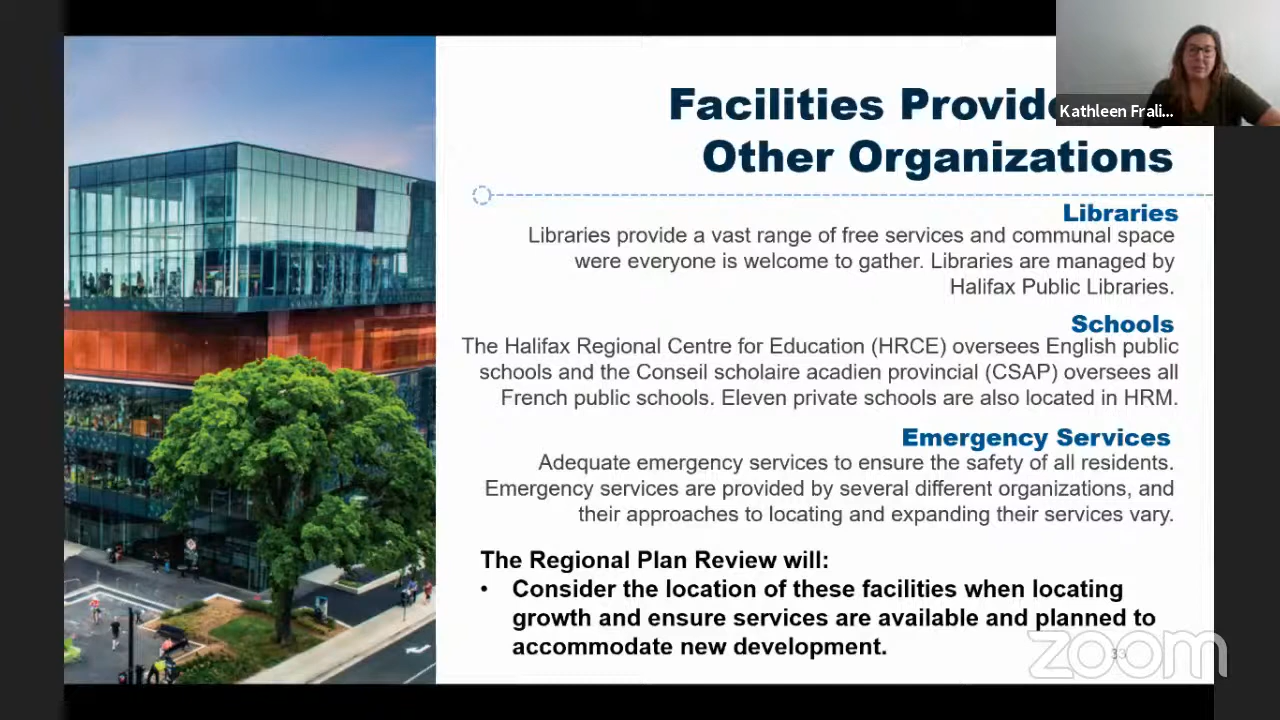 Facilities Provide
Other Organizations
Kathleen Frali...
Libraries
Libraries provide a vast range of free services and communal space
were everyone is welcome to gather. Libraries are managed by
Halifax Public Libraries.
Schools
The Halifax Regional Centre for Education (HRCE) oversees English public
schools and the Conseil scholaire acadien provincial (CSAP) oversees all
French public schools. Eleven private schools are also located in HRM.
Emergency Services
Adequate emergency services to ensure the safety of all residents.
Emergency services are provided by several different organizations, and
their approaches to locating and expanding their services vary.
The Regional Plan Review will:
• Consider the location of these facilities when locating
growth and ensure services are available and planned to
accommodate new development.
33
zoom